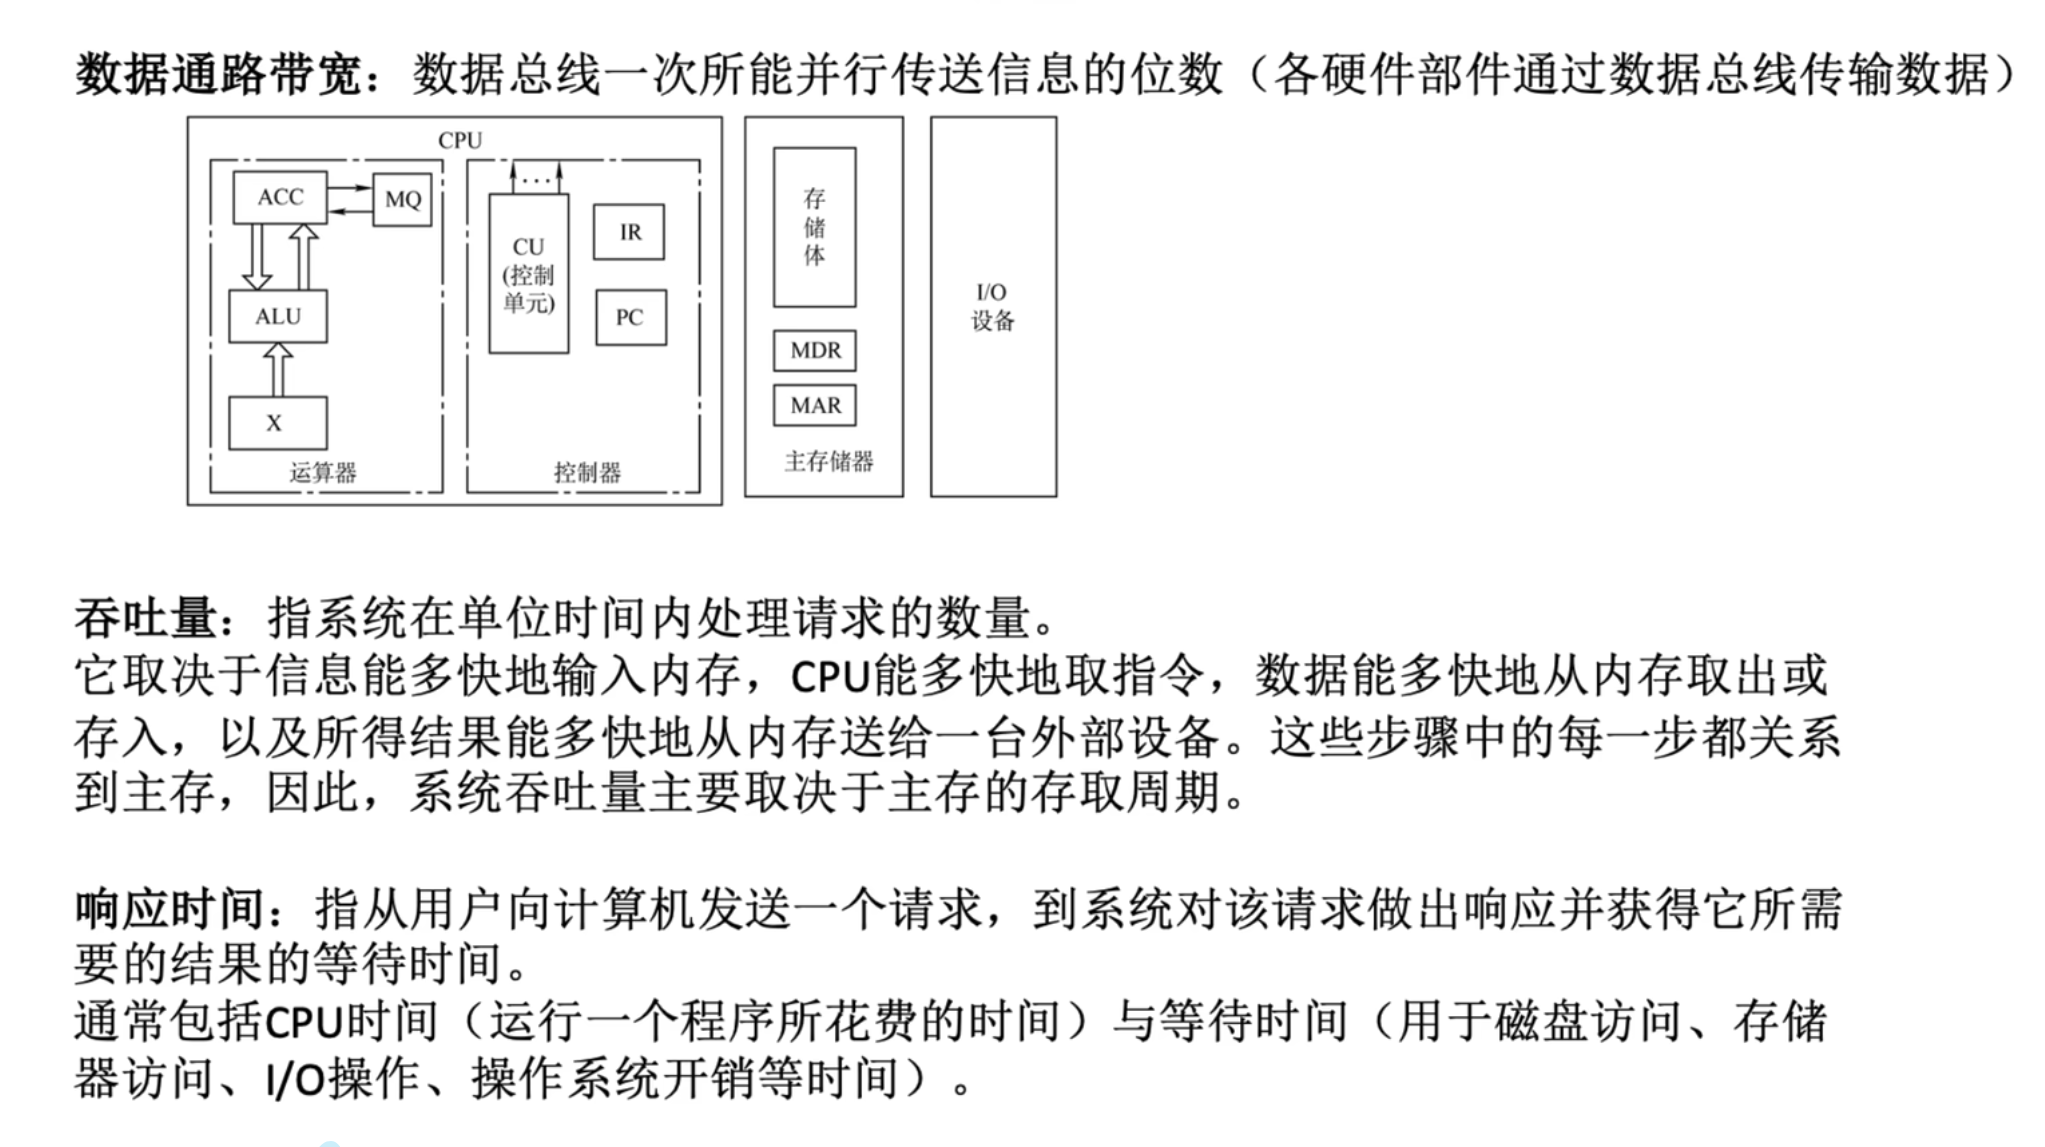 数据通路带宽：数据总线一次所能并行传送信息的位数（各硬件部件通过数据总线传输数据）
CPU
ACC
MQ
ALU
X
运算器
...
CU
(控制
单元)
IR
PC
控制器
存
储
体
MDR
MAR
主存储器
I/O
设备
吞吐量：指系统在单位时间内处理请求的数量。
它取决于信息能多快地输入内存，CPU能多快地取指令，数据能多快地从内存取出或
存入，以及所得结果能多快地从内存送给一台外部设备。这些步骤中的每一步都关系
到主存，因此，系统吞吐量主要取决于主存的存取周期。
响应时间：指从用户向计算机发送一个请求，到系统对该请求做出响应并获得它所需
要的结果的等待时间。
通常包括CPU时间（运行一个程序所花费的时间）与等待时间（用于磁盘访问、存储
器访问、I/O操作、操作系统开销等时间）。